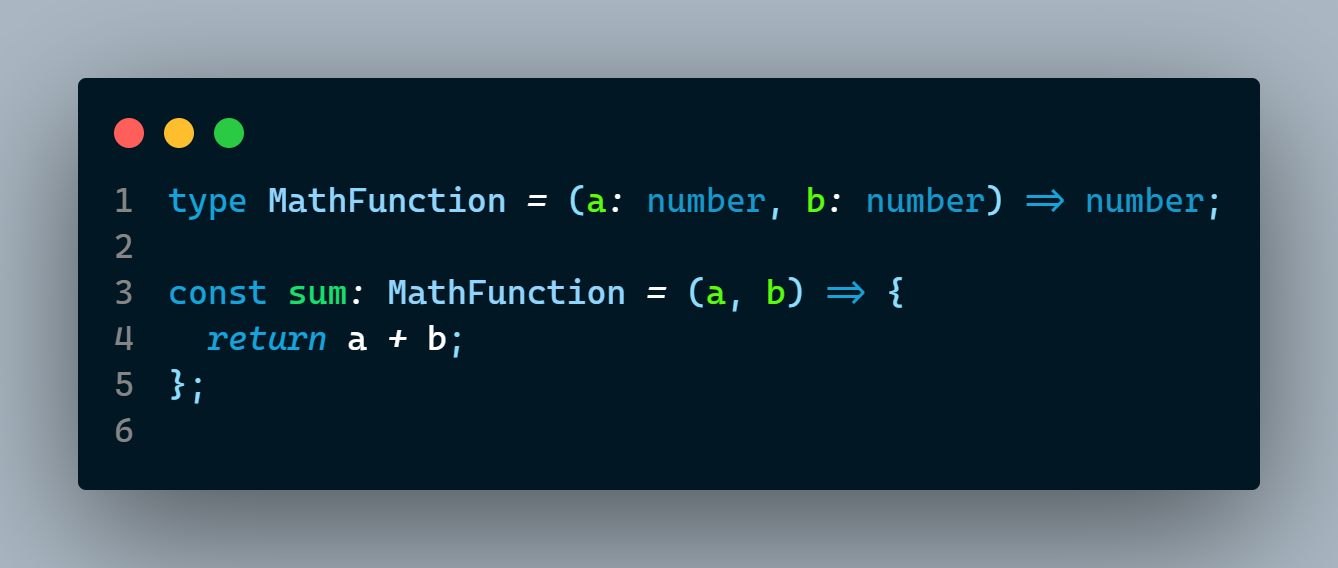 1 type MathFunction = (a: number, b: number) => number;
2
3 const sum: MathFunction = (a, b) => {
4   return a + b;
5 };
6